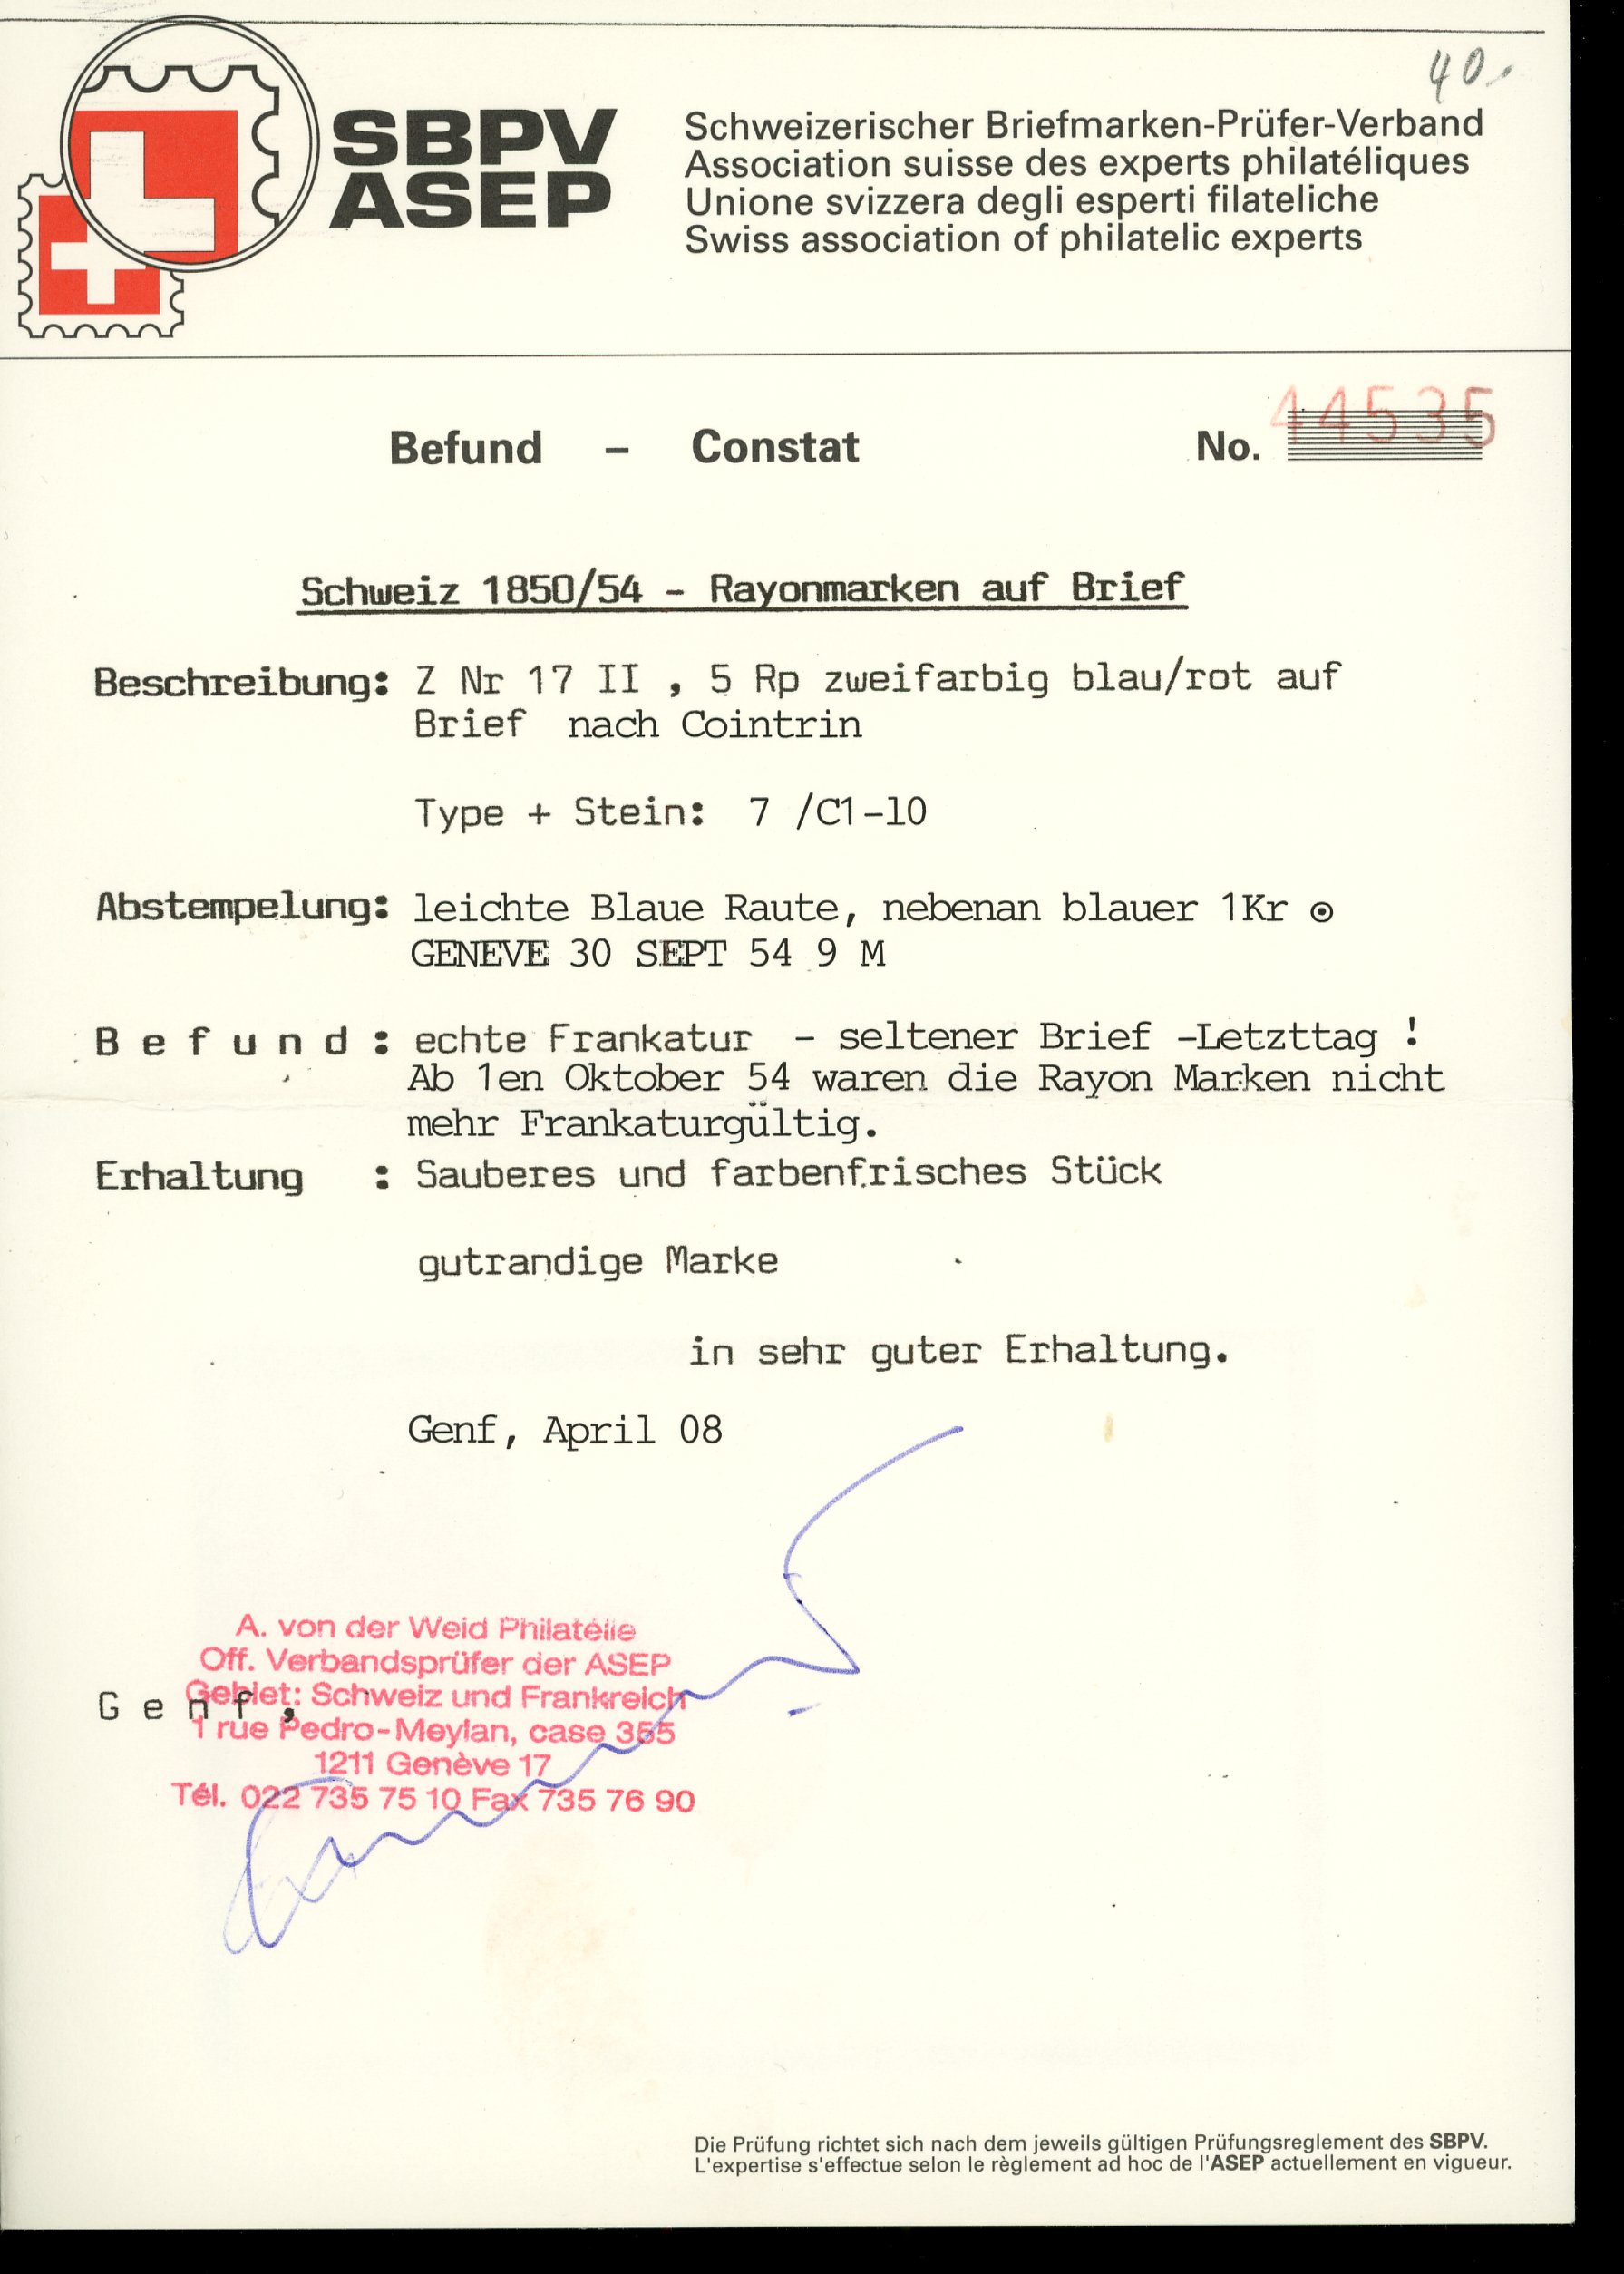 40.
SBPV
ASEP
Schweizerischer Briefmarken-Prüfer-Verband
Association suisse des experts philatéliques
Unione svizzera degli esperti filateliche
Swiss association of philatelic experts
Befund – Constat No. 44535
Schweiz 1850/54 - Rayonmarken auf Brief
Beschreibung: Z Nr 17 II , 5 Rp zweifarbig blau/rot auf
Brief nach Cointrin
Type + Stein: 7 /C1-10
Abstempelung: leichte Blaue Raute, nebenan blauer 1Kr ⊙
GENEVE 30 SEPT 54 9 M
B e f u n d : echte Frankatur - seltener Brief -Letzttag !
Ab 1en Oktober 54 waren die Rayon Marken nicht
mehr Frankaturgültig.
Erhaltung : Sauberes und farbenfrisches Stück
gutrandige Marke
in sehr guter Erhaltung.
Genf, April 08
A. von der Weid Philatélie
Off. Verbandsprüfer der ASEP
Gebiet: Schweiz und Frankreich
G e n f ,
1 rue Pedro-Meylan, case 355
1211 Genève 17
Tél. 022 735 75 10 Fax 735 76 90
Die Prüfung richtet sich nach dem jeweils gültigen Prüfungsreglement des SBPV.
L'expertise s'effectue selon le règlement ad hoc de l'ASEP actuellement en vigueur.